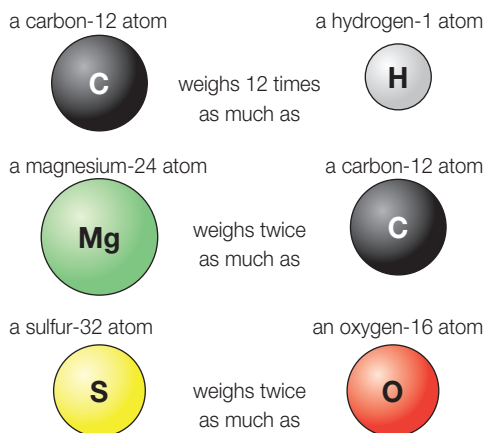 a carbon-12 atom
a hydrogen-1 atom
C
weighs 12 times
as much as
H
a magnesium-24 atom
a carbon-12 atom
Mg
weighs twice
as much as
C
a sulfur-32 atom
an oxygen-16 atom
S
weighs twice
as much as
O